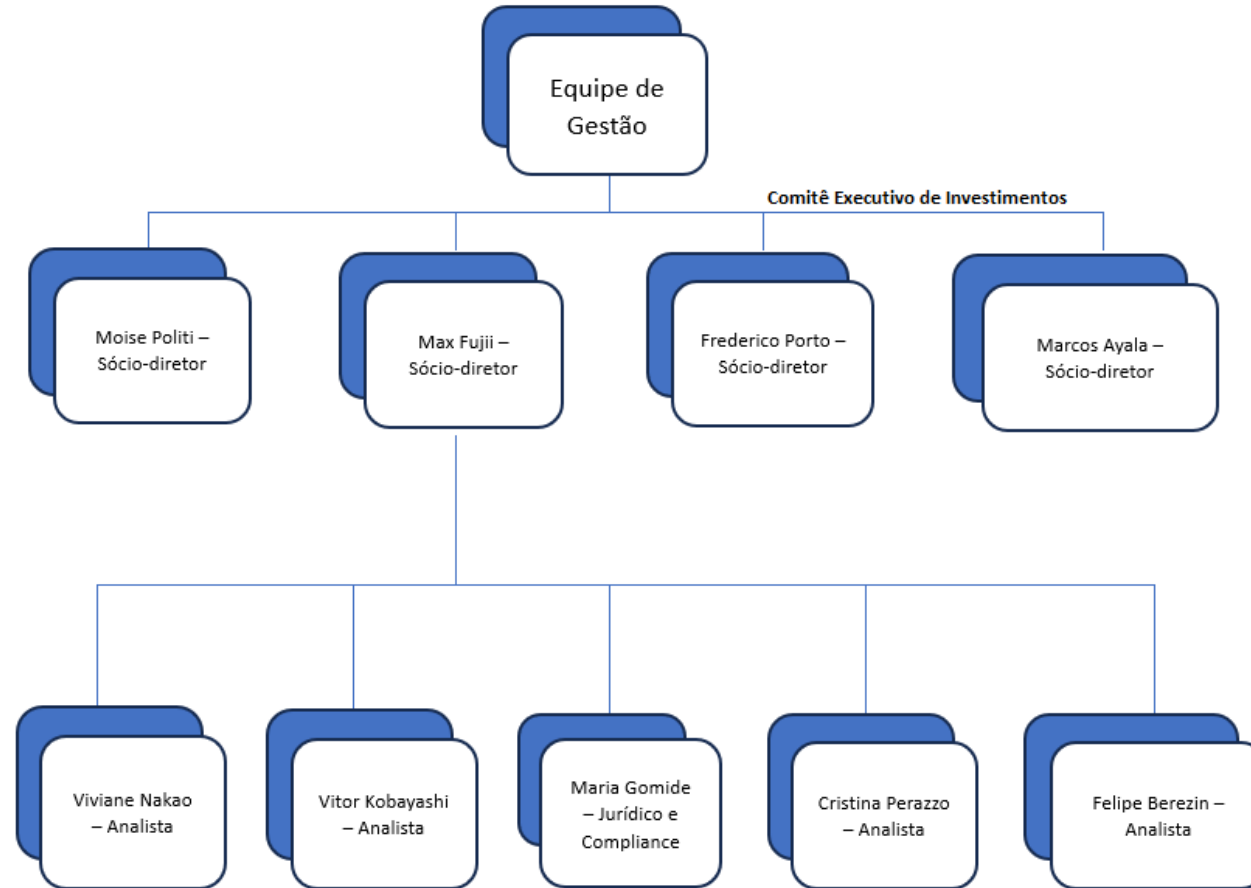 Equipe de
Gestão
Comitê Executivo de Investimentos
Moise Politi –
Sócio-diretor
Max Fujii –
Sócio-diretor
Frederico Porto –
Sócio-diretor
Marcos Ayala –
Sócio-diretor
Viviane Nakao
– Analista
Vitor Kobayashi
– Analista
Maria Gomide
– Jurídico e
Compliance
Cristina Perazzo
– Analista
Felipe Berezin –
Analista